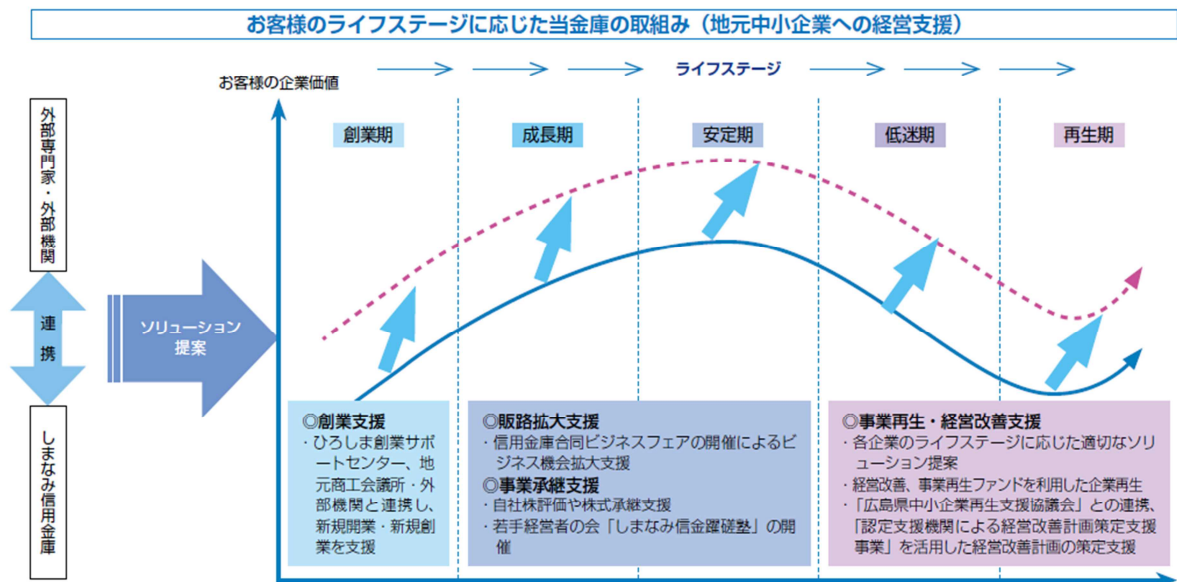 お客様のライフステージに応じた当金庫の取組み（地元中小企業への経営支援）
ライフステージ
お客様の企業価値
外部専門家・外部機関
連携
しまなみ信用金庫
ソリューション
提案
創業期
成長期
安定期
低迷期
再生期
◎創業支援
・ひろしま創業サポ
ートセンター、地
元商工会議所・外
部機関と連携し、
新規開業・新規創
業を支援
◎販路拡大支援
・信用金庫合同ビジネスフェアの開催によるビ
ジネス機会拡大支援
◎事業承継支援
・自社株評価や株式承継支援
・若手経営者の会「しまなみ信金躍磋塾」の開
催
◎事業再生・経営改善支援
・各企業のライフステージに応じた適切なソリ
ューション提案
・経営改善、事業再生ファンドを利用した企業再生
・「広島県中小企業再生支援協議会」との連携、
「認定支援機関による経営改善計画策定支援
事業」を活用した経営改善計画の策定支援